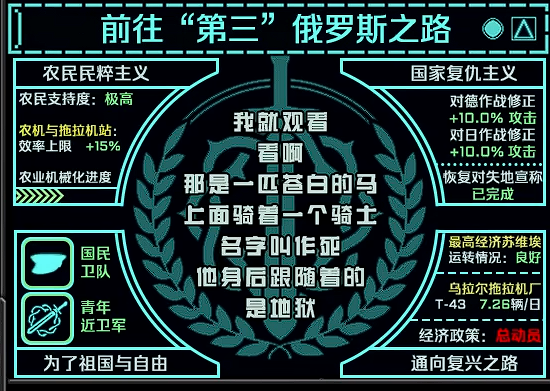 前往“第三”俄罗斯之路
农民民粹主义
农民支持度：极高
农机与拖拉机站：
效率上限 +15%
农业机械化进度
国家复仇主义
对德作战修正
+10.0% 攻击
对日作战修正
+10.0% 攻击
恢复对失地宣称
已完成
我就观看
看啊
那是一匹苍白的马
上面骑着一个骑士
名字叫作死
他身后跟随着的
是地狱
国民
卫队
青年
近卫军
为了祖国与自由
最高经济苏维埃
运转情况：良好
乌拉尔拖拉机厂
T-43 7.26辆/日
经济政策：总动员
通向复兴之路